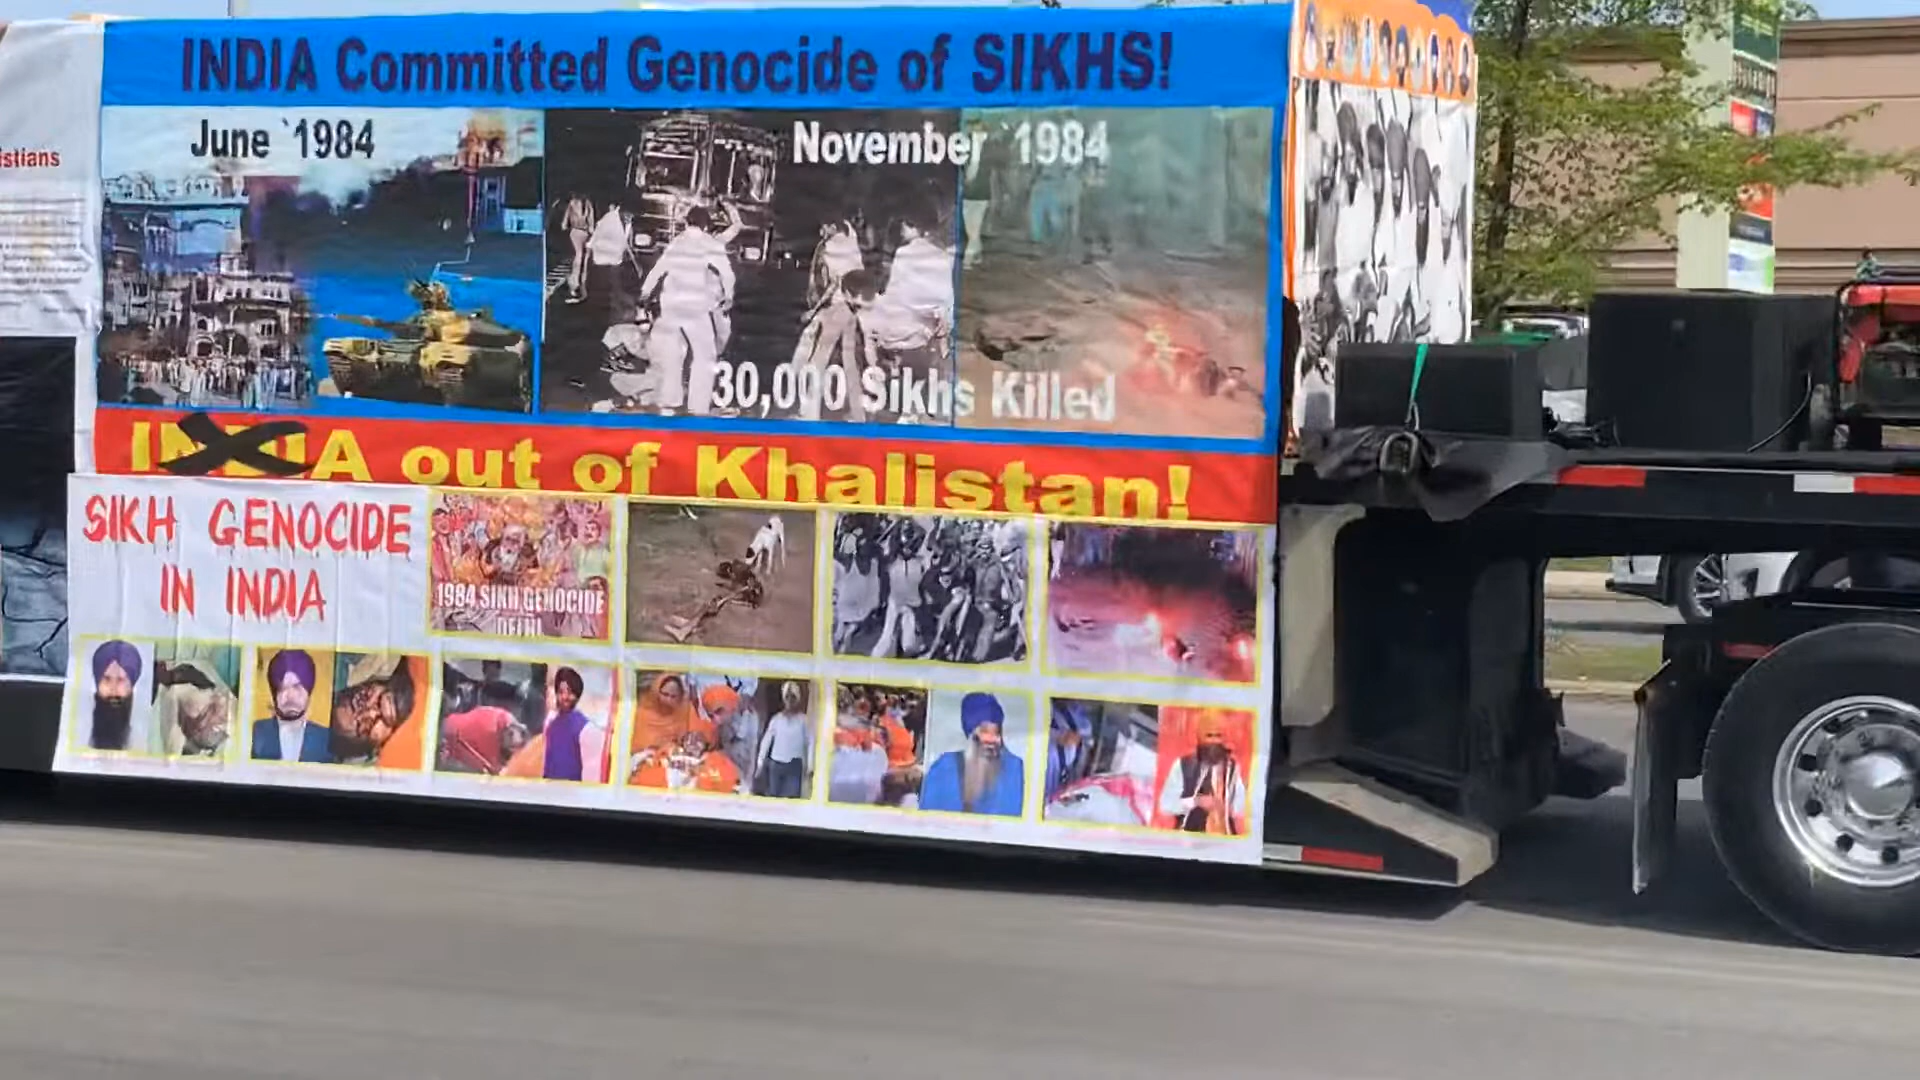 INDIA Committed Genocide of SIKHS!
June `1984
November `1984
istians
30,000 Sikhs Killed
INDIA out of Khalistan!
SIKH GENOCIDE
IN INDIA
1984 SIKH GENOCIDE
DELHI